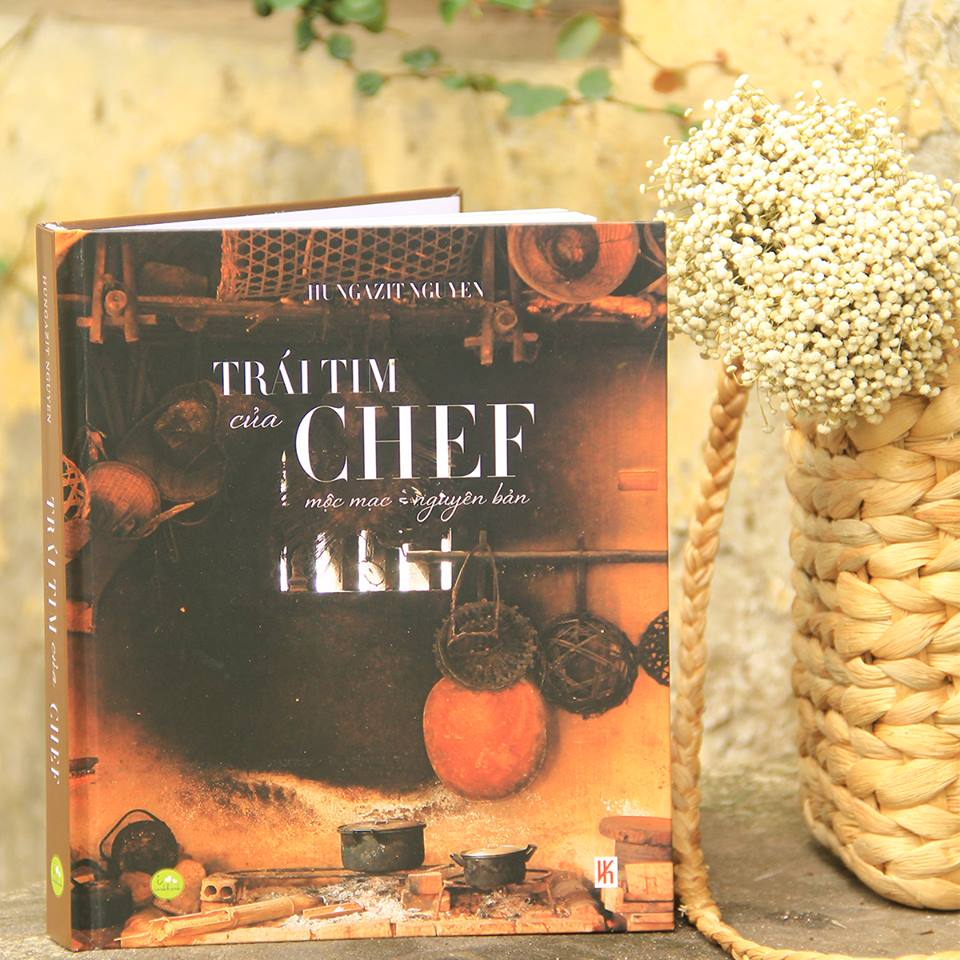 HUNGAZIT NGUYEN
TRÁI TIM
của
CHEF
mộc mạc - nguyên bản
HUNGAZIT NGUYEN
TRÁI TIM của CHEF